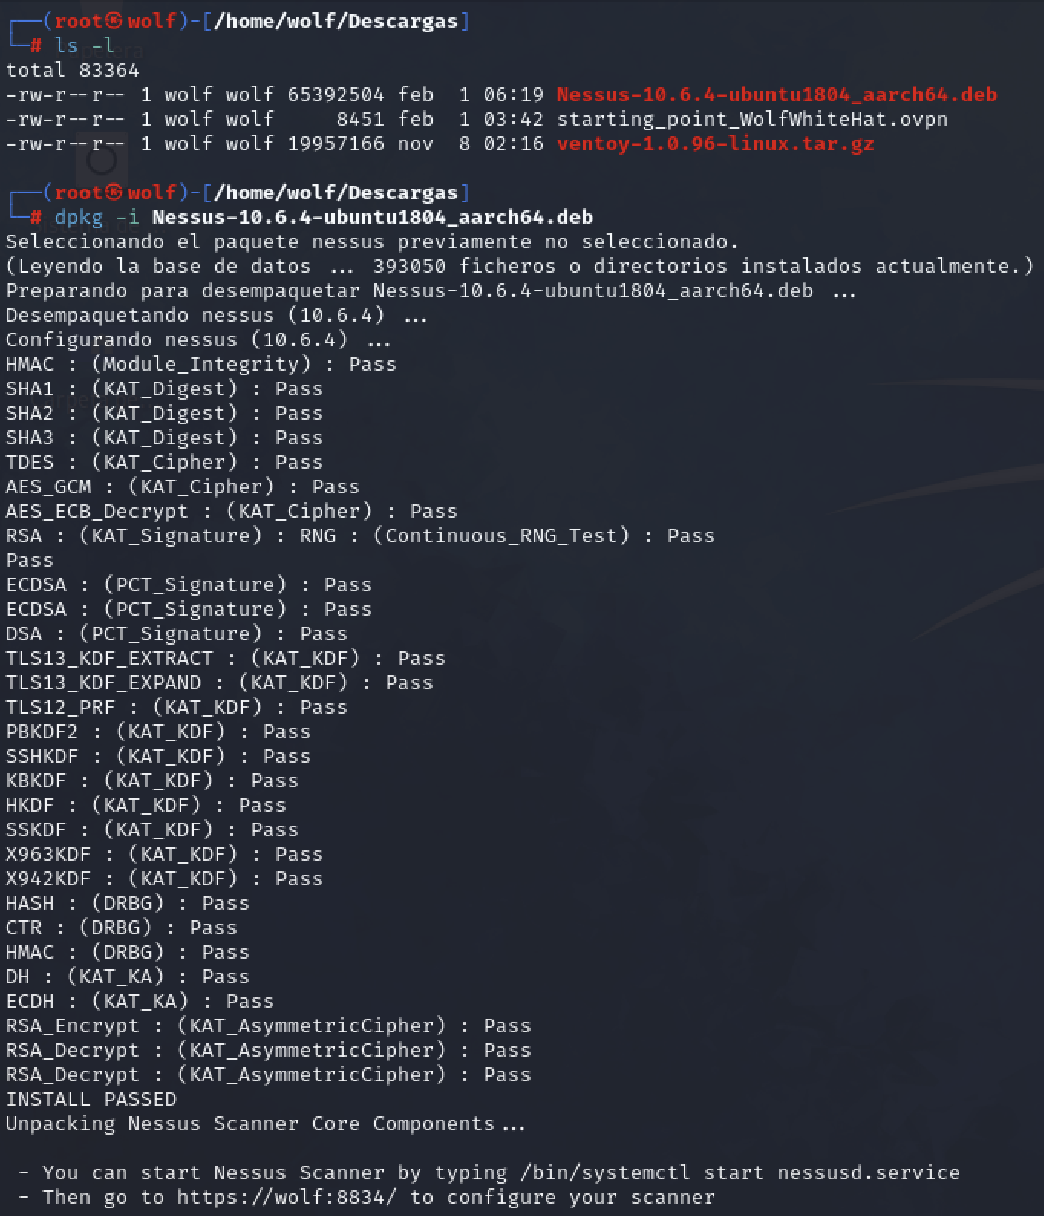 ┌──(root㉿wolf)-[/home/wolf/Descargas]
└─# ls -l
total 83364
-rw-r--r-- 1 wolf wolf 65392504 feb  1 06:19 Nessus-10.6.4-ubuntu1804_aarch64.deb
-rw-r--r-- 1 wolf wolf     8451 feb  1 03:42 starting_point_WolfWhiteHat.ovpn
-rw-r--r-- 1 wolf wolf 19957166 nov  8 02:16 ventoy-1.0.96-linux.tar.gz
┌──(root㉿wolf)-[/home/wolf/Descargas]
└─# dpkg -i Nessus-10.6.4-ubuntu1804_aarch64.deb
Seleccionando el paquete nessus previamente no seleccionado.
(Leyendo la base de datos ... 393050 ficheros o directorios instalados actualmente.)
Preparando para desempaquetar Nessus-10.6.4-ubuntu1804_aarch64.deb ...
Desempaquetando nessus (10.6.4) ...
Configurando nessus (10.6.4) ...
HMAC : (Module_Integrity) : Pass
SHA1 : (KAT_Digest) : Pass
SHA2 : (KAT_Digest) : Pass
SHA3 : (KAT_Digest) : Pass
TDES : (KAT_Cipher) : Pass
AES_GCM : (KAT_Cipher) : Pass
AES_ECB_Decrypt : (KAT_Cipher) : Pass
RSA : (KAT_Signature) : RNG : (Continuous_RNG_Test) : Pass
Pass
ECDSA : (PCT_Signature) : Pass
ECDSA : (PCT_Signature) : Pass
DSA : (PCT_Signature) : Pass
TLS13_KDF_EXTRACT : (KAT_KDF) : Pass
TLS13_KDF_EXPAND : (KAT_KDF) : Pass
TLS12_PRF : (KAT_KDF) : Pass
PBKDF2 : (KAT_KDF) : Pass
SSHKDF : (KAT_KDF) : Pass
KBKDF : (KAT_KDF) : Pass
HKDF : (KAT_KDF) : Pass
SSKDF : (KAT_KDF) : Pass
X963KDF : (KAT_KDF) : Pass
X942KDF : (KAT_KDF) : Pass
HASH : (DRBG) : Pass
CTR : (DRBG) : Pass
HMAC : (DRBG) : Pass
DH : (KAT_KA) : Pass
ECDH : (KAT_KA) : Pass
RSA_Encrypt : (KAT_AsymmetricCipher) : Pass
RSA_Decrypt : (KAT_AsymmetricCipher) : Pass
RSA_Decrypt : (KAT_AsymmetricCipher) : Pass
INSTALL PASSED
Unpacking Nessus Scanner Core Components...
- You can start Nessus Scanner by typing /bin/systemctl start nessusd.service
- Then go to https://wolf:8834/ to configure your scanner